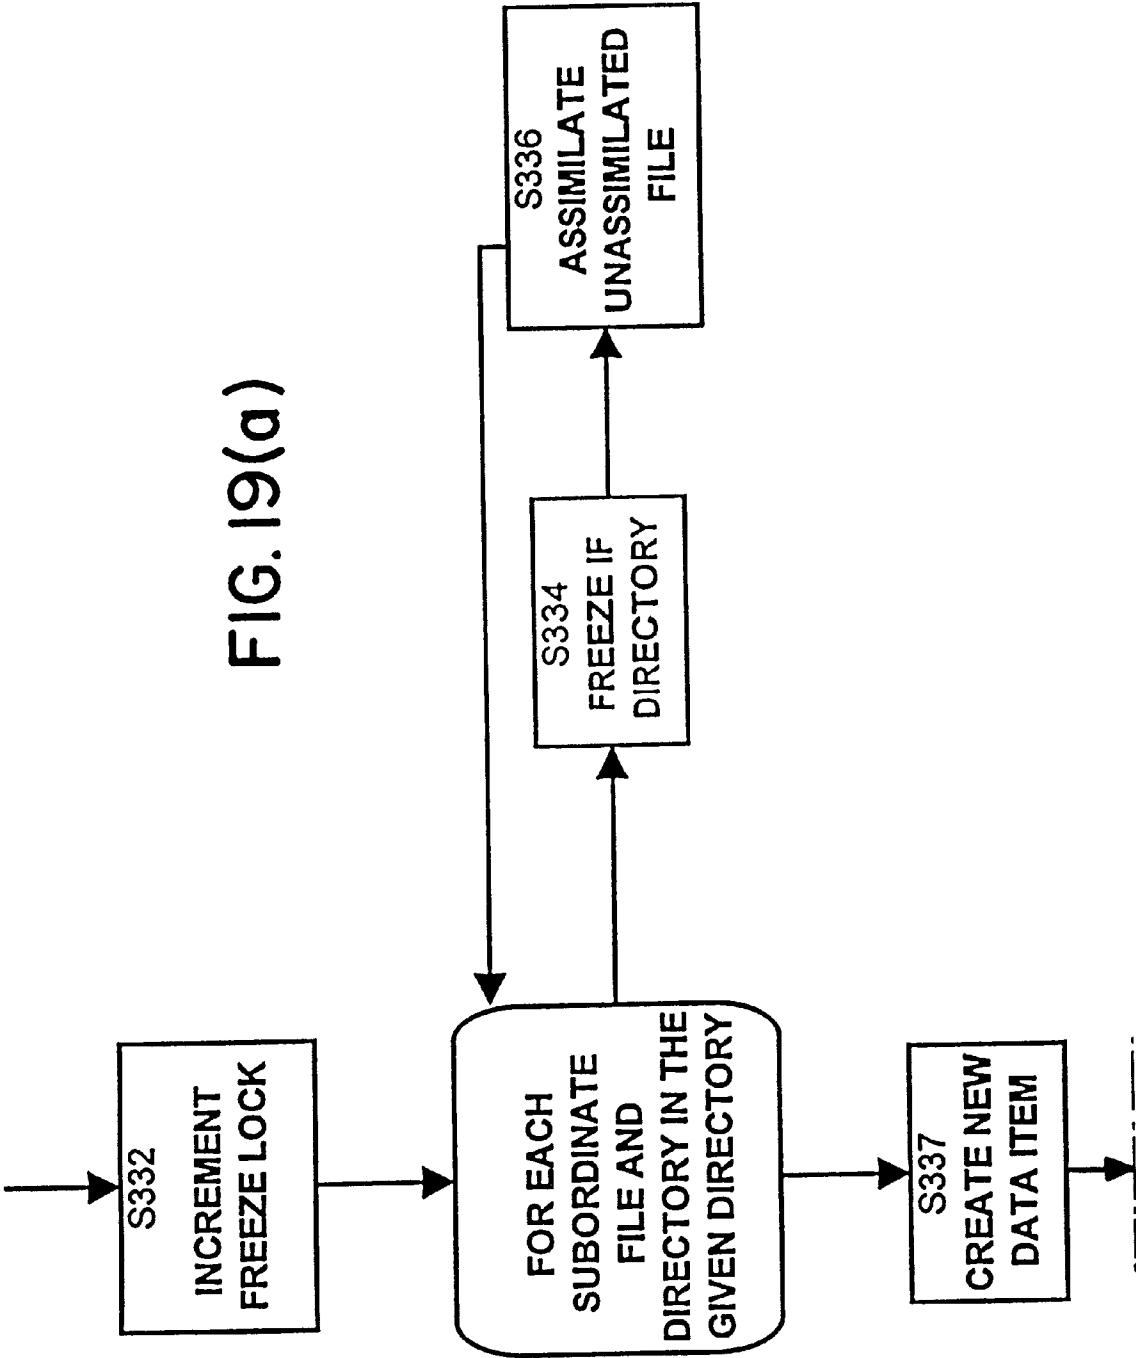 FIG. 19(a)
S332
INCREMENT
FREEZE LOCK
FOR EACH
SUBORDINATE
FILE AND
DIRECTORY IN THE
GIVEN DIRECTORY
S334
FREEZE IF
DIRECTORY
S336
ASSIMILATE
UNASSIMILATED
FILE
S337
CREATE NEW
DATA ITEM